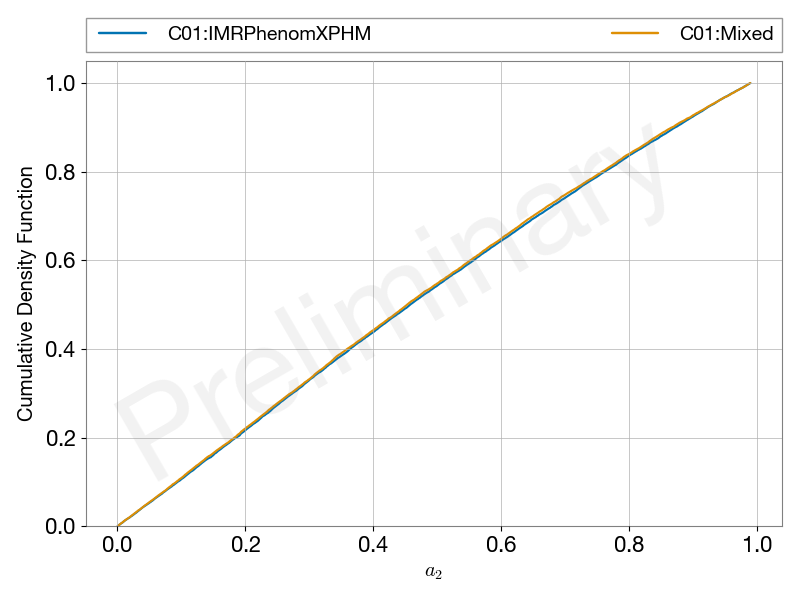 C01:IMRPhenomXPHM C01:Mixed
Cumulative Density Function
1.0
0.8
0.6
0.4
0.2
0.0
Preliminary
0.0 0.2 0.4 0.6 0.8 1.0
a₂